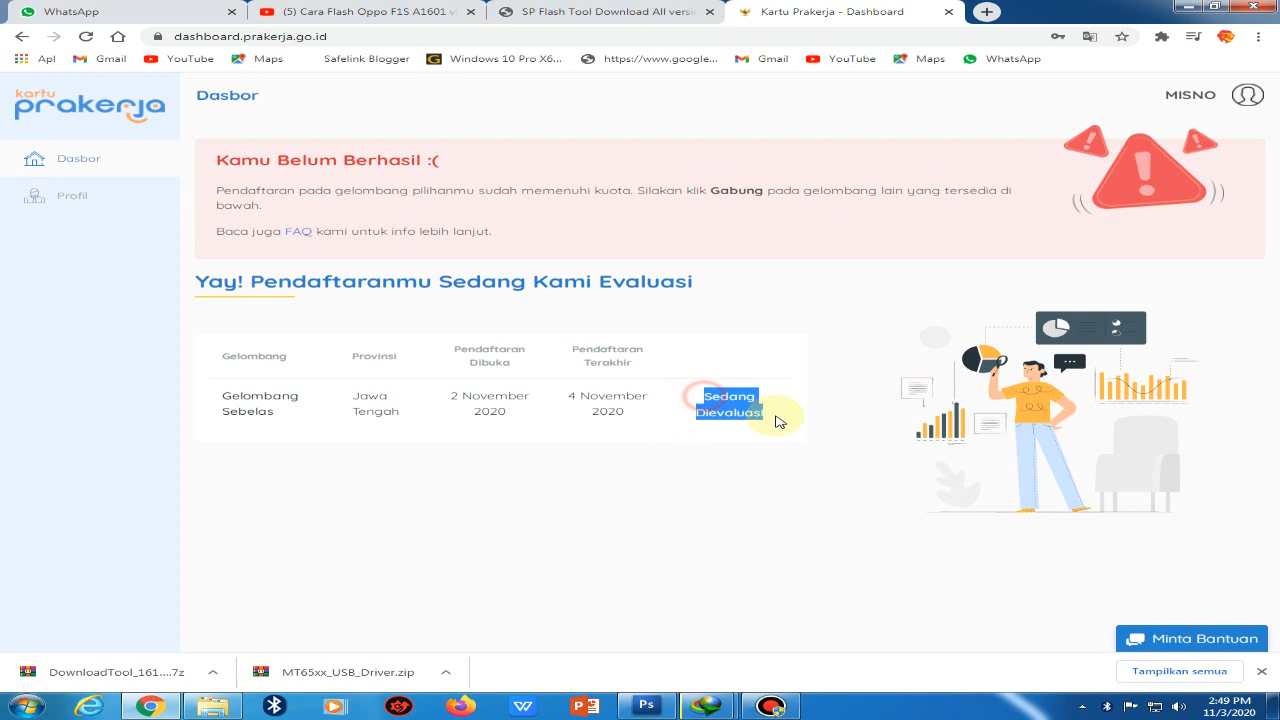 WhatsApp
(5) Cara Flash Oppo F1S A1601 w
SP Flash Tool Download All versi
Kartu Prakerja - Dashboard
dashboard.prakerja.go.id
Apl
Gmail
YouTube
Maps
Safelink Blogger
Windows 10 Pro X6...
https://www.google...
Gmail
YouTube
Maps
WhatsApp
kartu
prakerja
Dasbor
MISNO
Dasbor
Profil
Kamu Belum Berhasil :(
Pendaftaran pada gelombang pilihanmu sudah memenuhi kuota. Silakan klik Gabung pada gelombang lain yang tersedia di
bawah.
Baca juga FAQ kami untuk info lebih lanjut.
Yay! Pendaftaranmu Sedang Kami Evaluasi
Gelombang
Provinsi
Pendaftaran
Dibuka
Pendaftaran
Terakhir
Gelombang
Sebelas
Jawa
Tengah
2 November
2020
4 November
2020
Sedang
Dievaluasi
Minta Bantuan
DownloadTool_161....7z
MT65xx_USB_Driver.zip
Tampilkan semua
Ps
2:49 PM
11/3/2020